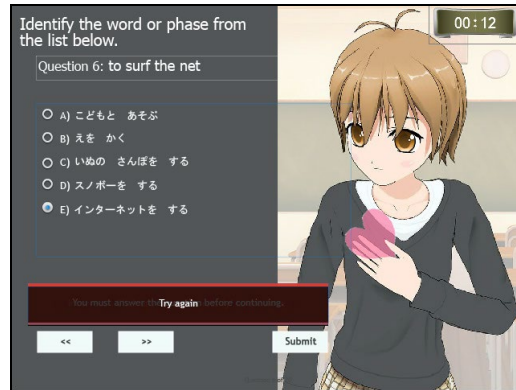 Identify the word or phase from
the list below.
00:12
Question 6: to surf the net
A) こどもと あそぶ
B) えを かく
C) いぬの さんぽを する
D) スノボーを する
E) インターネットを する
You must answer the
Try again
before continuing.
<<
>>
Submit